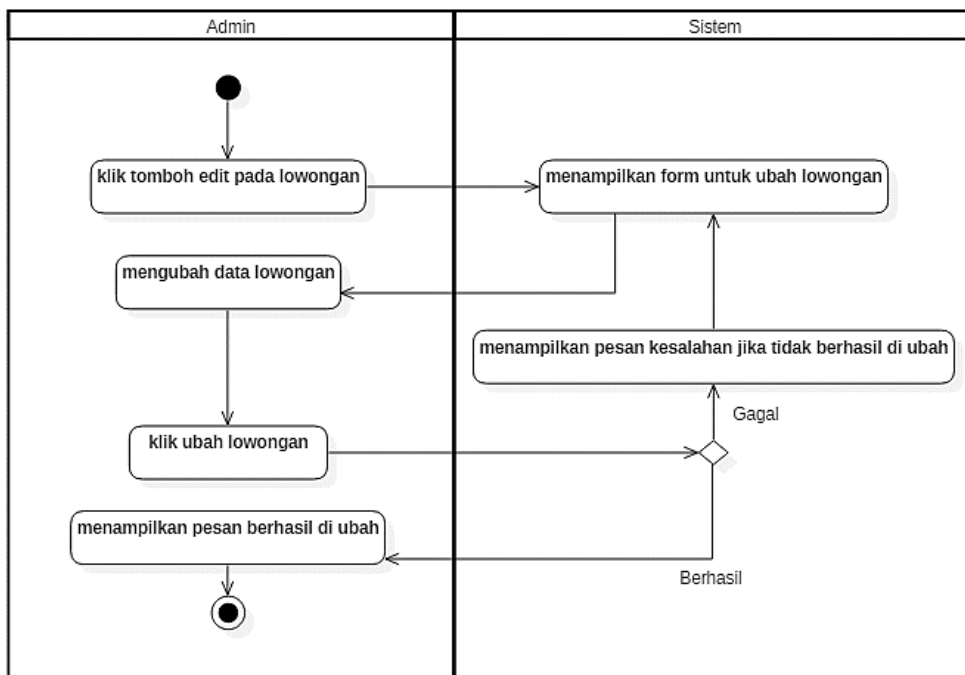 Admin
Sistem
klik tomboh edit pada lowongan
menampilkan form untuk ubah lowongan
mengubah data lowongan
menampilkan pesan kesalahan jika tidak berhasil di ubah
Gagal
klik ubah lowongan
menampilkan pesan berhasil di ubah
Berhasil